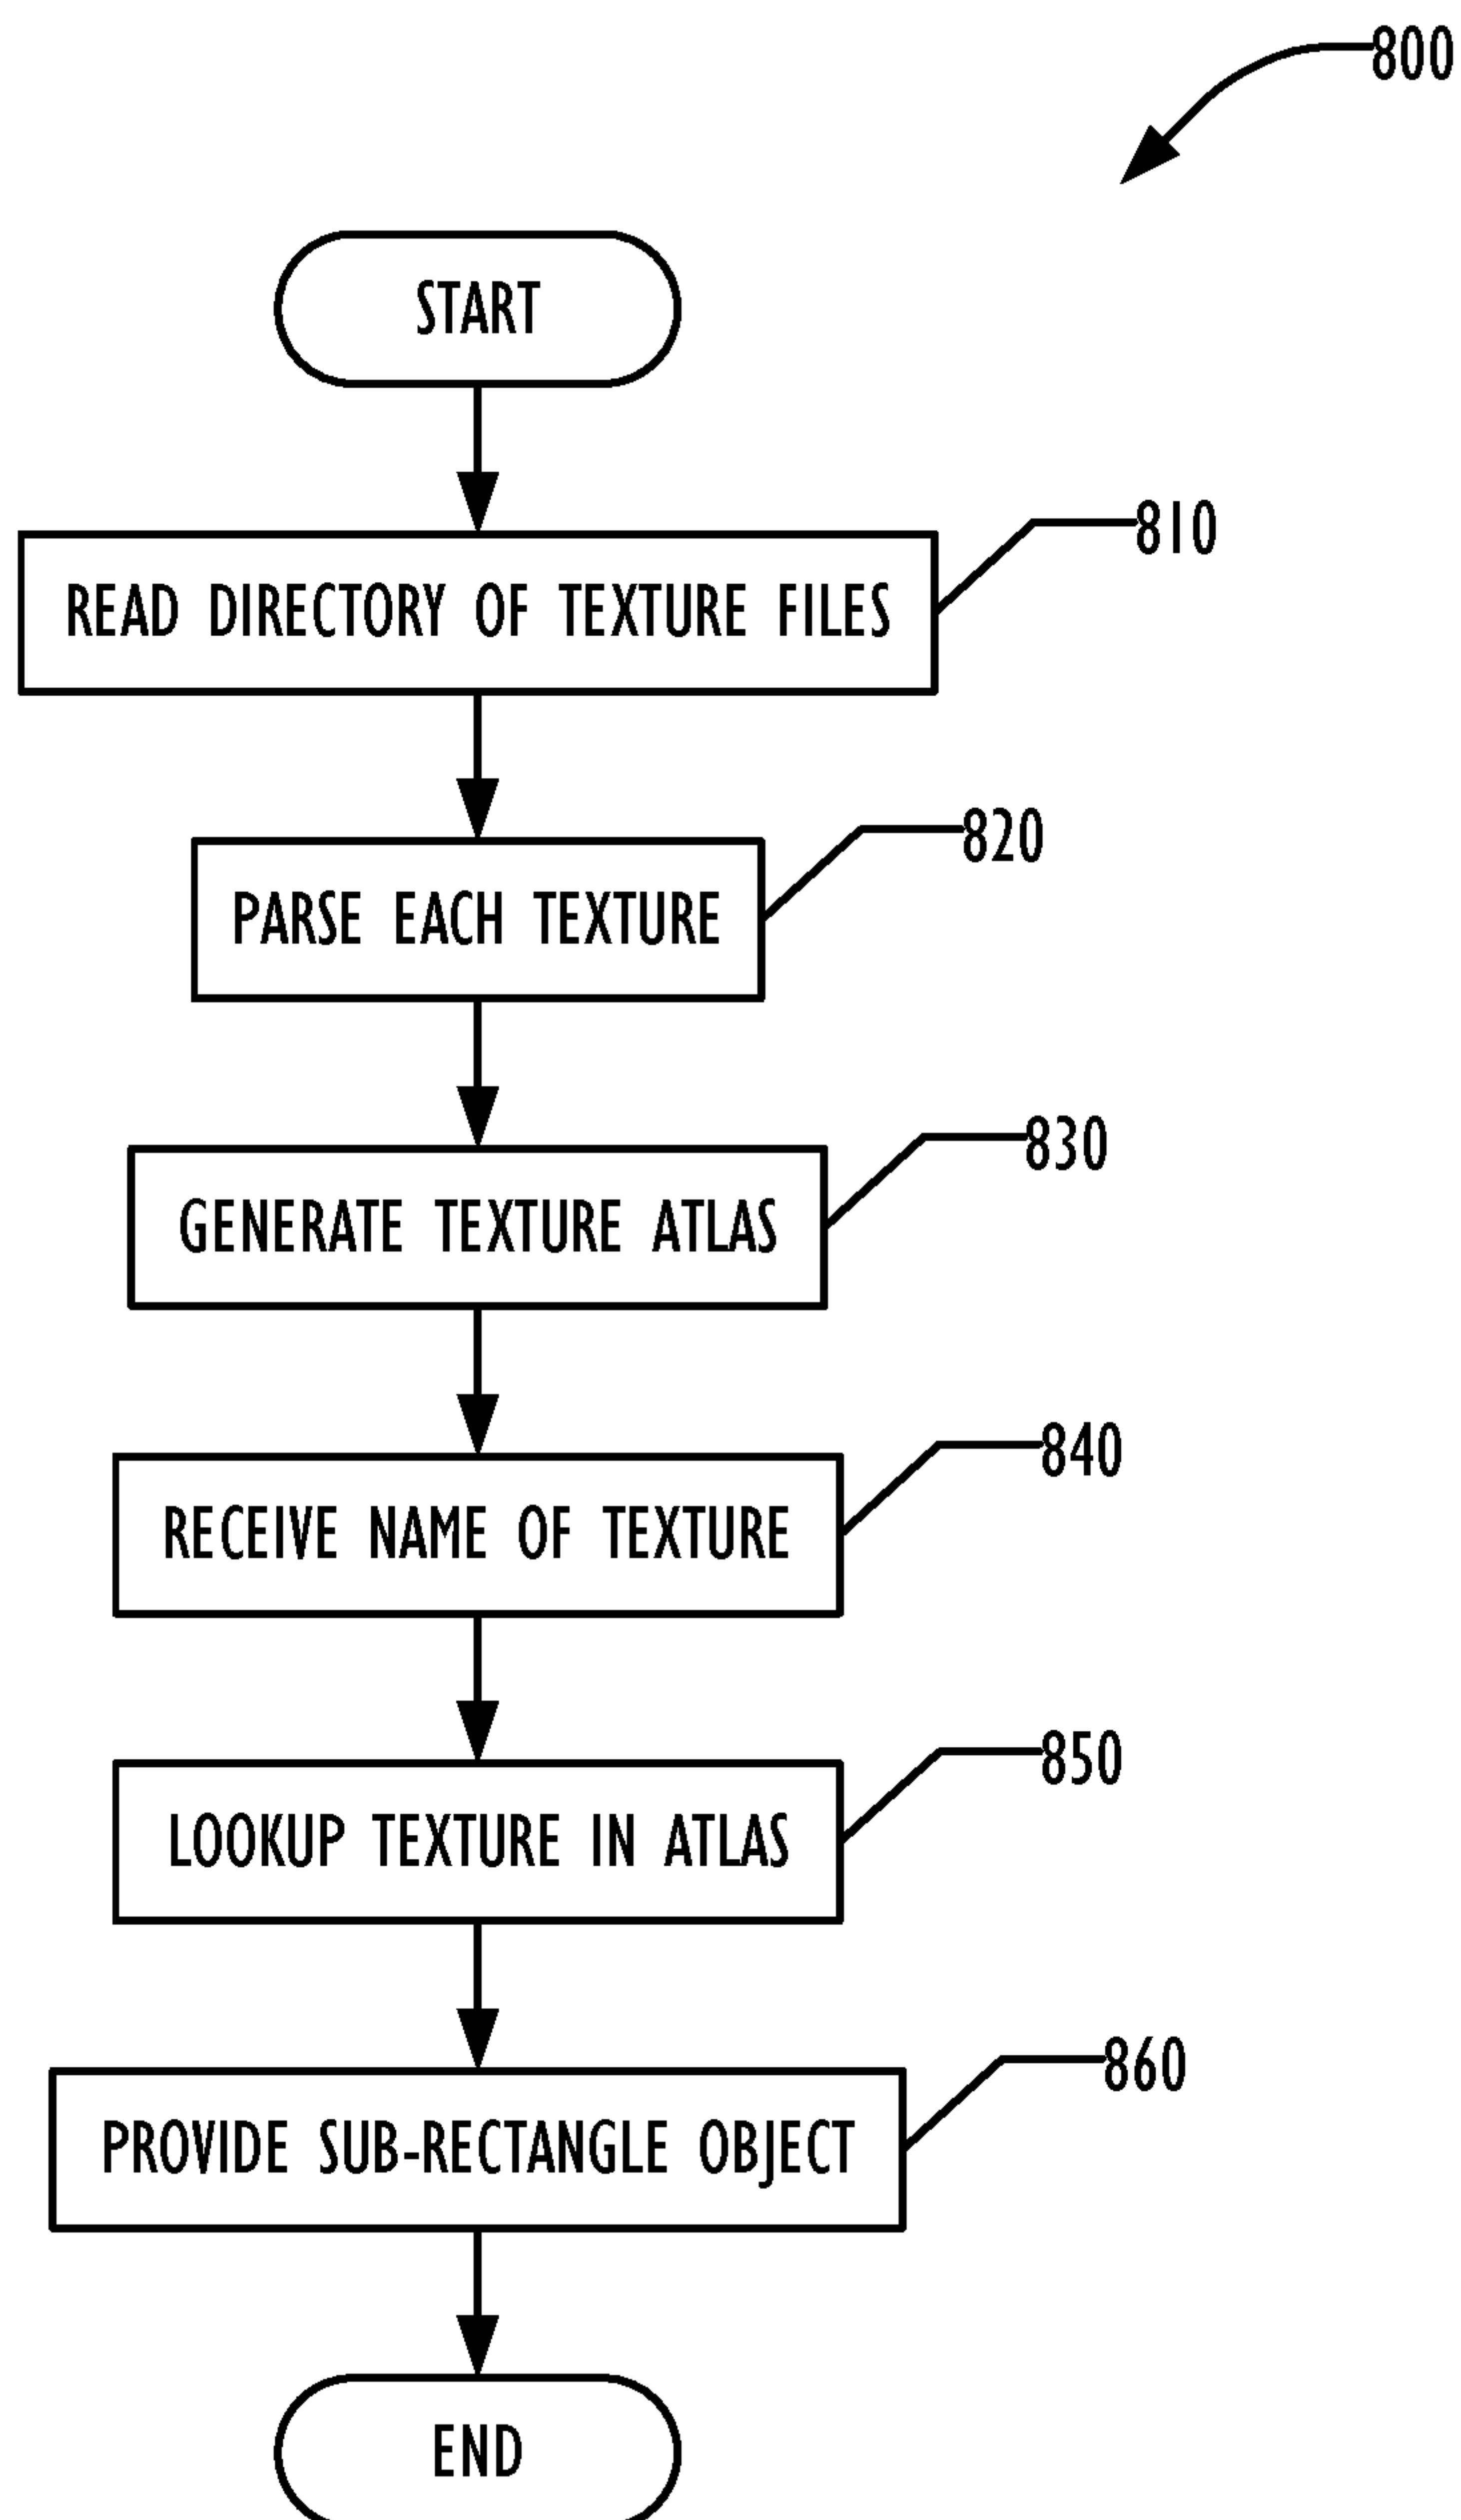 800
START
810
READ DIRECTORY OF TEXTURE FILES
820
PARSE EACH TEXTURE
830
GENERATE TEXTURE ATLAS
840
RECEIVE NAME OF TEXTURE
850
LOOKUP TEXTURE IN ATLAS
860
PROVIDE SUB-RECTANGLE OBJECT
END